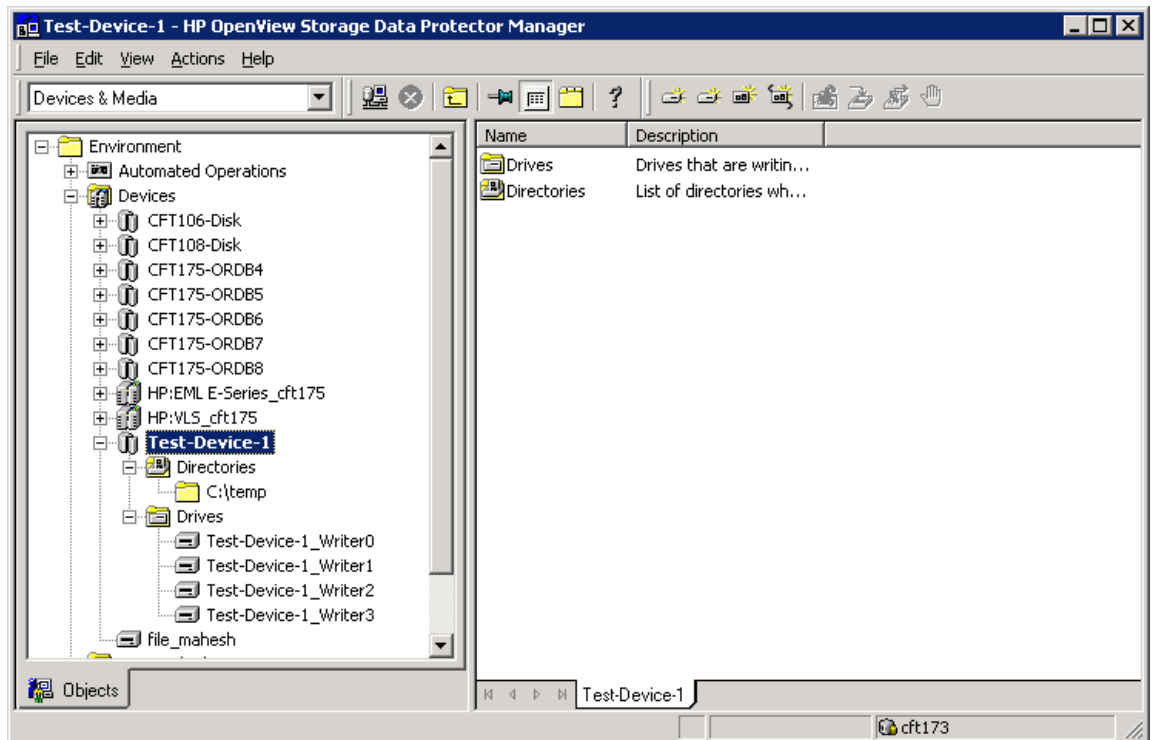 Test-Device-1 - HP OpenView Storage Data Protector Manager
File Edit View Actions Help
Devices & Media
Environment
Automated Operations
Devices
CFT106-Disk
CFT108-Disk
CFT175-ORDB4
CFT175-ORDB5
CFT175-ORDB6
CFT175-ORDB7
CFT175-ORDB8
HP:EML E-Series_cft175
HP:VLS_cft175
Test-Device-1
Directories
C:\temp
Drives
Test-Device-1_Writer0
Test-Device-1_Writer1
Test-Device-1_Writer2
Test-Device-1_Writer3
file_mahesh
Objects
Name Description
Drives Drives that are writin...
Directories List of directories wh...
Test-Device-1
cft173